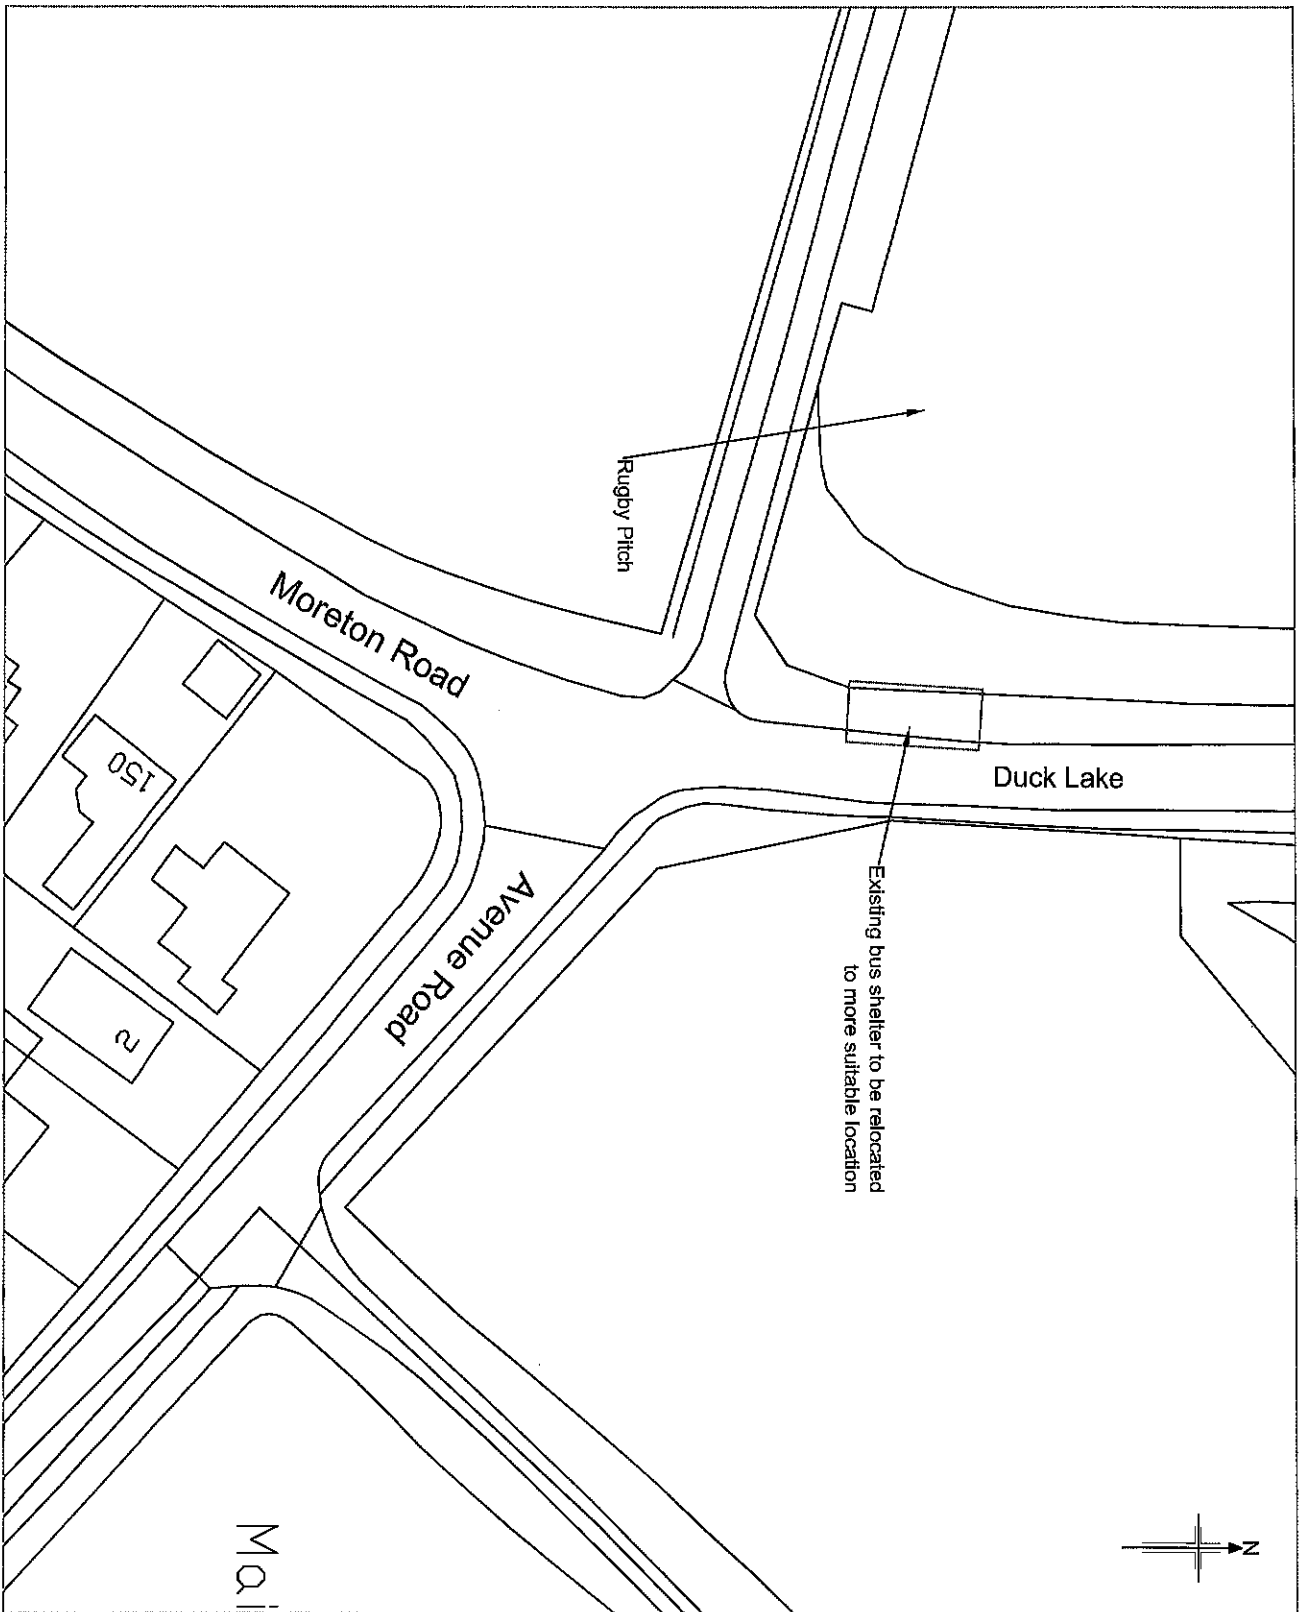 Rugby Pitch
Moreton Road
Duck Lake
Existing bus shelter to be relocated
to more suitable location
Avenue Road
150
2
N
Mai